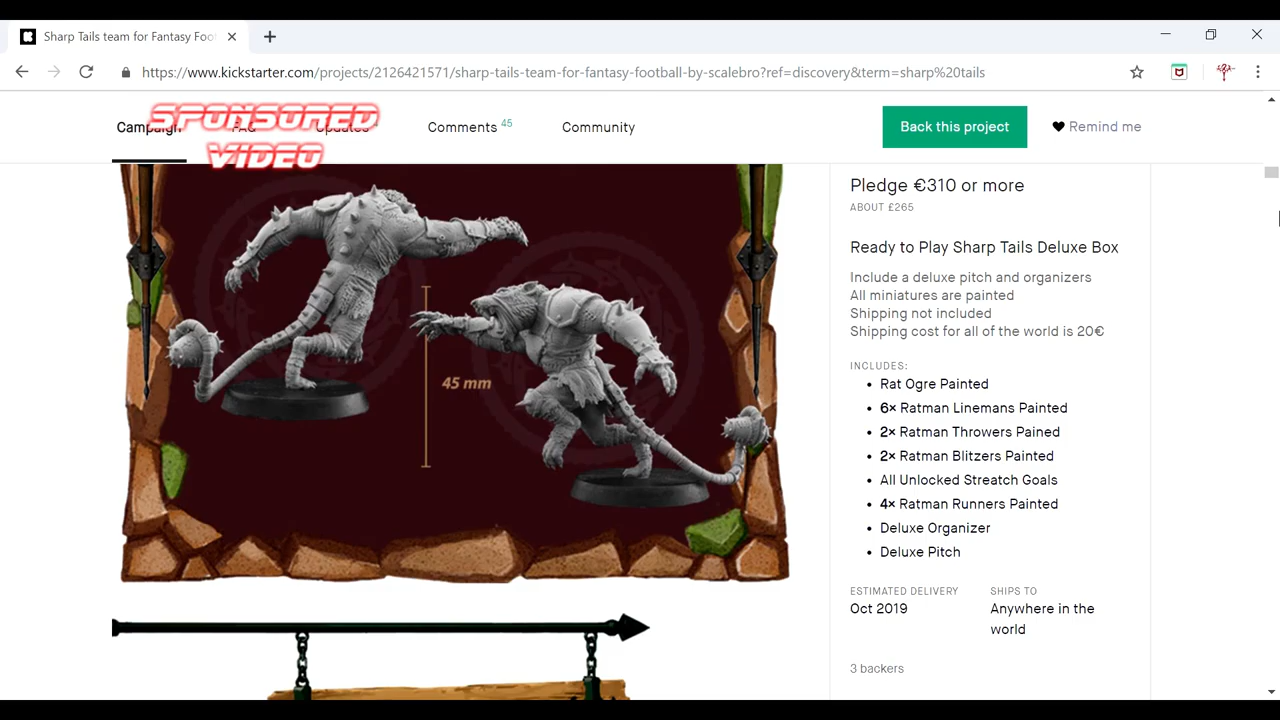 Sharp Tails team for Fantasy Foot
https://www.kickstarter.com/projects/2126421571/sharp-tails-team-for-fantasy-football-by-scalebro?ref=discovery&term=sharp%20tails
SPONSORED
VIDEO
Campaign FAQ Updates Comments 45 Community
Back this project
Remind me
45 mm
Pledge €310 or more
ABOUT £265
Ready to Play Sharp Tails Deluxe Box
Include a deluxe pitch and organizers
All miniatures are painted
Shipping not included
Shipping cost for all of the world is 20€
INCLUDES:
• Rat Ogre Painted
• 6× Ratman Linemans Painted
• 2× Ratman Throwers Pained
• 2× Ratman Blitzers Painted
• All Unlocked Streatch Goals
• 4× Ratman Runners Painted
• Deluxe Organizer
• Deluxe Pitch
ESTIMATED DELIVERY
Oct 2019
SHIPS TO
Anywhere in the
world
3 backers